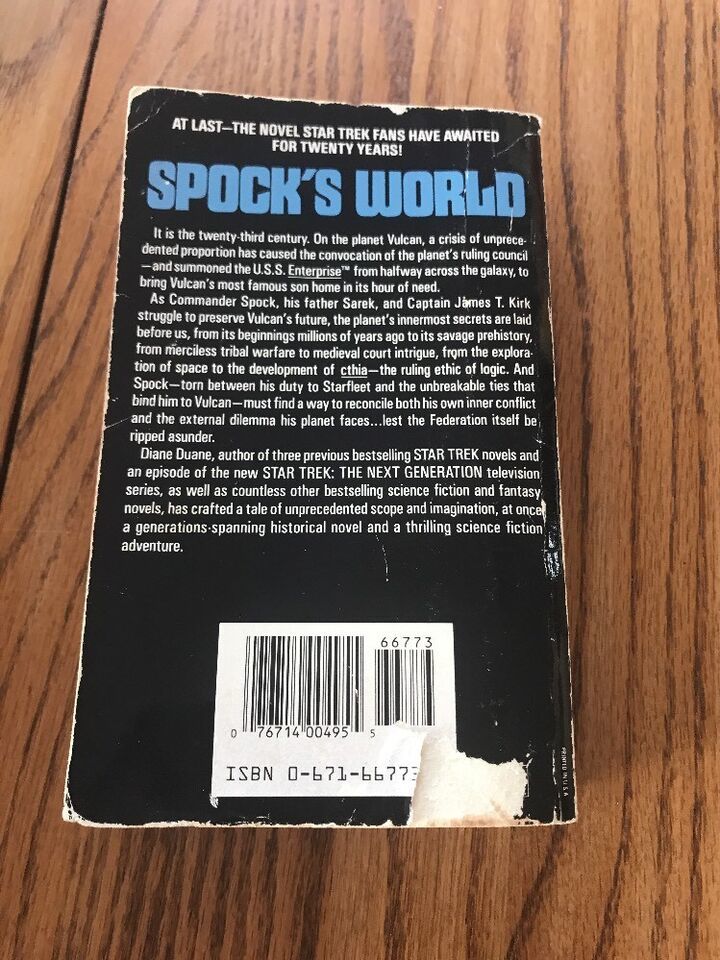 AT LAST—THE NOVEL STAR TREK FANS HAVE AWAITED
FOR TWENTY YEARS!
SPOCK'S WORLD
It is the twenty-third century. On the planet Vulcan, a crisis of unprece-
dented proportion has caused the convocation of the planet's ruling council
—and summoned the U.S.S. Enterprise™ from halfway across the galaxy, to
bring Vulcan's most famous son home in its hour of need.
As Commander Spock, his father Sarek, and Captain James T. Kirk
struggle to preserve Vulcan's future, the planet's innermost secrets are laid
before us, from its beginnings millions of years ago to its savage prehistory,
from merciless tribal warfare to medieval court intrigue, from the explora-
tion of space to the development of cthia—the ruling ethic of logic. And
Spock—torn between his duty to Starfleet and the unbreakable ties that
bind him to Vulcan—must find a way to reconcile both his own inner conflict
and the external dilemma his planet faces...lest the Federation itself be
ripped asunder.
Diane Duane, author of three previous bestselling STAR TREK novels and
an episode of the new STAR TREK: THE NEXT GENERATION television
series, as well as countless other bestselling science fiction and fantasy
novels, has crafted a tale of unprecedented scope and imagination, at once
a generations-spanning historical novel and a thrilling science fiction
adventure.
66773
0 76714 00495 5
ISBN 0-671-66773
PRINTED IN U.S.A